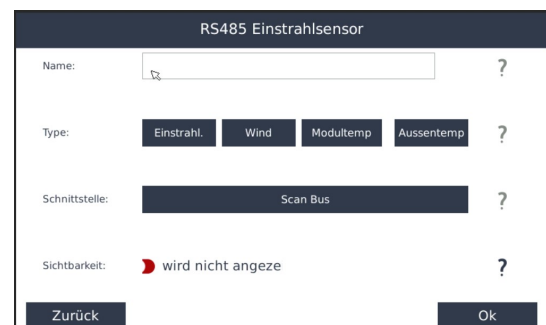 RS485 Einstrahlsensor
Name: ?
Type: Einstrahl. Wind Modultemp Aussentemp ?
Schnittstelle: Scan Bus ?
Sichtbarkeit: wird nicht angeze ?
Zurück Ok